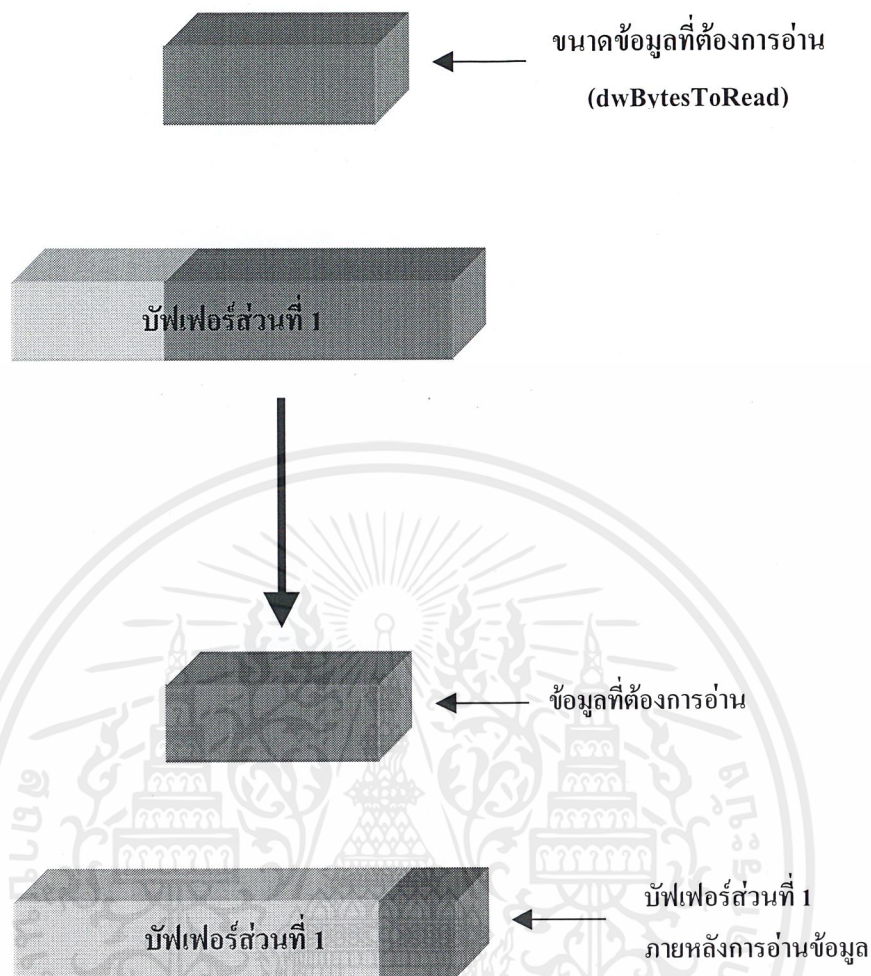 ขนาดข้อมูลที่ต้องการอ่าน
(dwBytesToRead)
บัฟเฟอร์ส่วนที่ 1
ข้อมูลที่ต้องการอ่าน
บัฟเฟอร์ส่วนที่ 1
ภายหลังการอ่านข้อมูล
บัฟเฟอร์ส่วนที่ 1